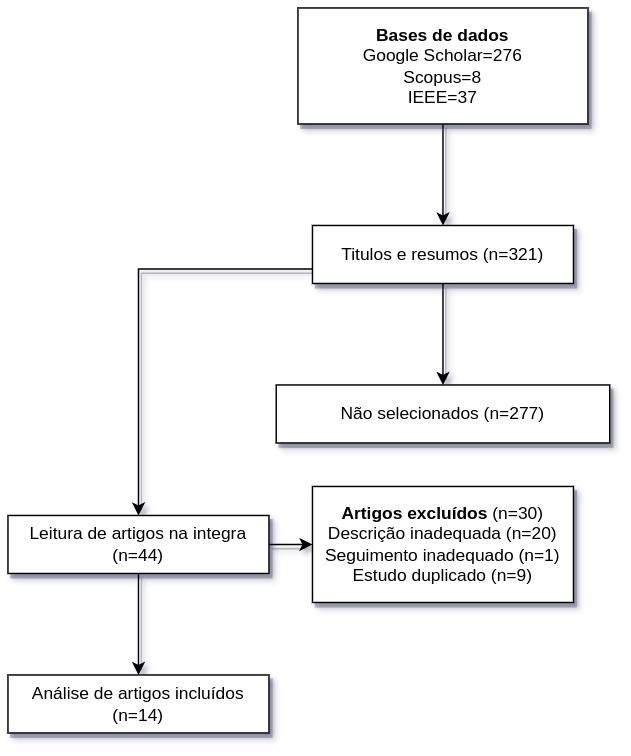 Bases de dados
Google Scholar=276
Scopus=8
IEEE=37
Titulos e resumos (n=321)
Não selecionados (n=277)
Leitura de artigos na integra
(n=44)
Artigos excluídos (n=30)
Descrição inadequada (n=20)
Seguimento inadequado (n=1)
Estudo duplicado (n=9)
Análise de artigos incluídos
(n=14)